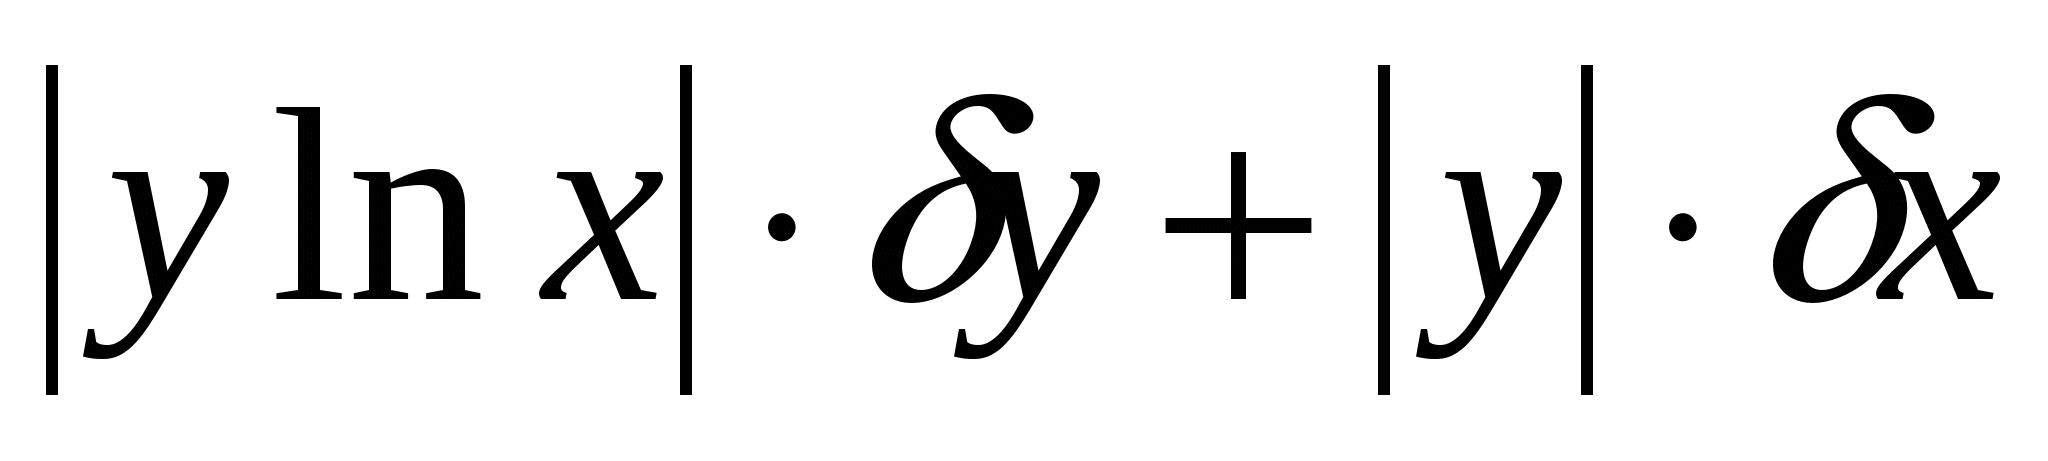 |y ln x| · δy + |y| · δx